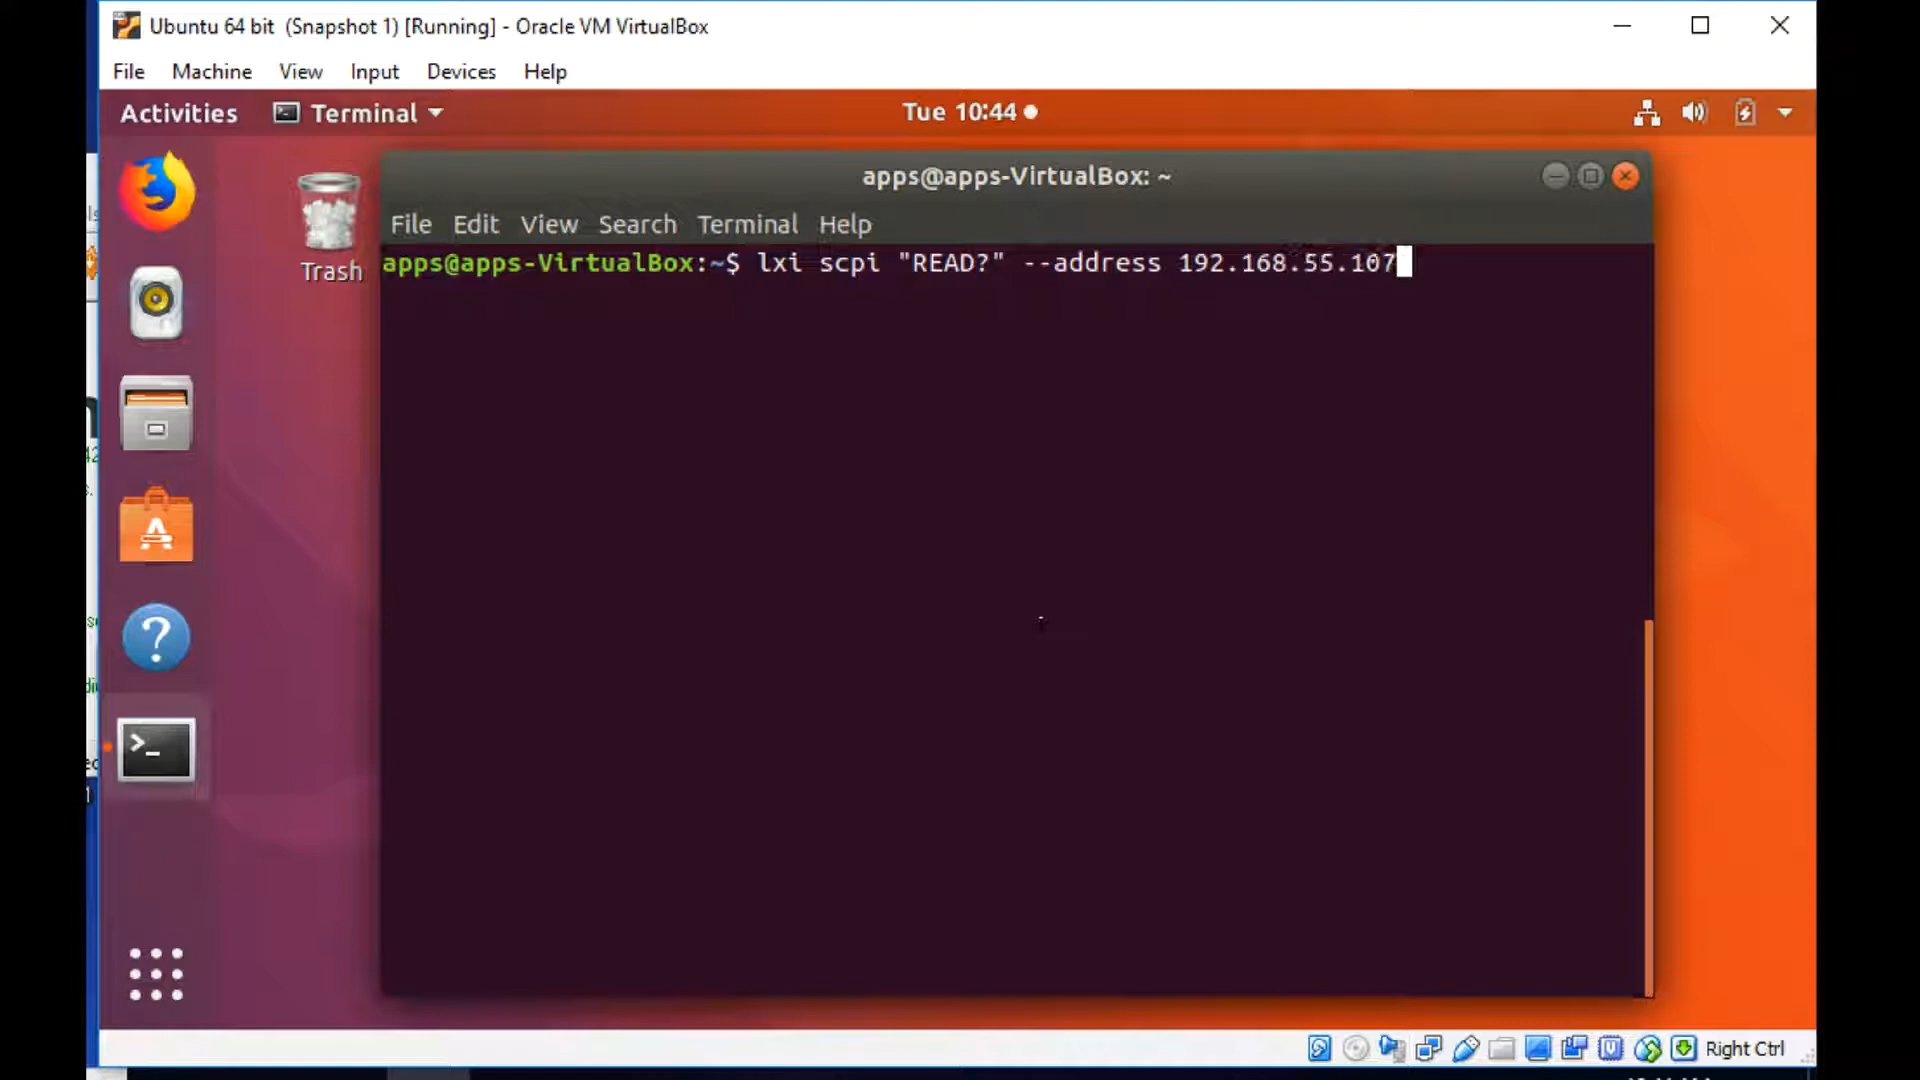 Ubuntu 64 bit (Snapshot 1) [Running] - Oracle VM VirtualBox
File Machine View Input Devices Help
Activities Terminal Tue 10:44
apps@apps-VirtualBox: ~
File Edit View Search Terminal Help
Trash
apps@apps-VirtualBox:~$ lxi scpi "READ?" --address 192.168.55.107
Right Ctrl